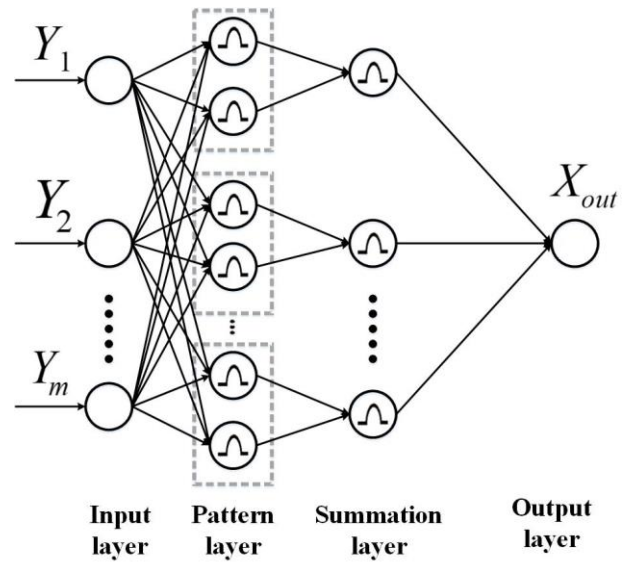 Y1
Y2
Ym
Xout
Input layer
Pattern layer
Summation layer
Output layer